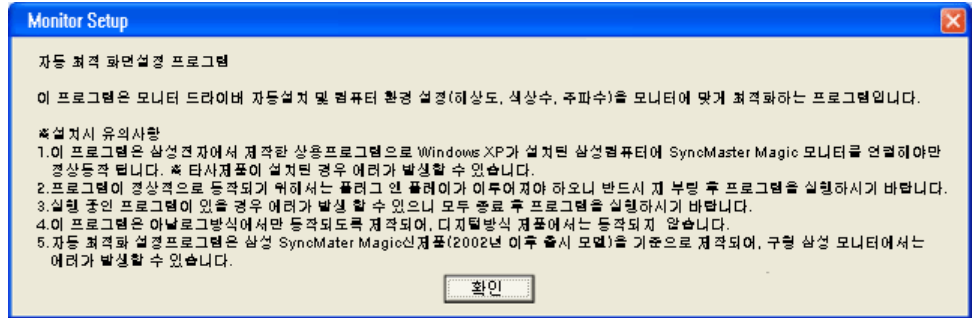 Monitor Setup
자동 최적 화면설정 프로그램
이 프로그램은 모니터 드라이버 자동설치 및 컴퓨터 환경 설정(해상도, 색상수, 주파수)을 모니터에 맞게 최적화하는 프로그램입니다.
※설치시 유의사항
1.이 프로그램은 삼성전자에서 제작한 상용프로그램으로 Windows XP가 설치된 삼성컴퓨터에 SyncMaster Magic 모니터를 연결해야만
정상동작 됩니다. ※ 타사제품이 설치된 경우 에러가 발생할 수 있습니다.
2.프로그램이 정상적으로 동작되기 위해서는 플러그 앤 플레이가 이루어져야 하오니 반드시 재 부팅 후 프로그램을 실행하시기 바랍니다.
3.실행 중인 프로그램이 있을 경우 에러가 발생 할 수 있으니 모두 종료 후 프로그램을 실행하시기 바랍니다.
4.이 프로그램은 아날로그방식에서만 동작되도록 제작되어, 디지털방식 제품에서는 동작되지 않습니다.
5.자동 최적화 설정프로그램은 삼성 SyncMater Magic신제품(2002년 이후 출시 모델)을 기준으로 제작되어, 구형 삼성 모니터에서는
에러가 발생할 수 있습니다.
확인